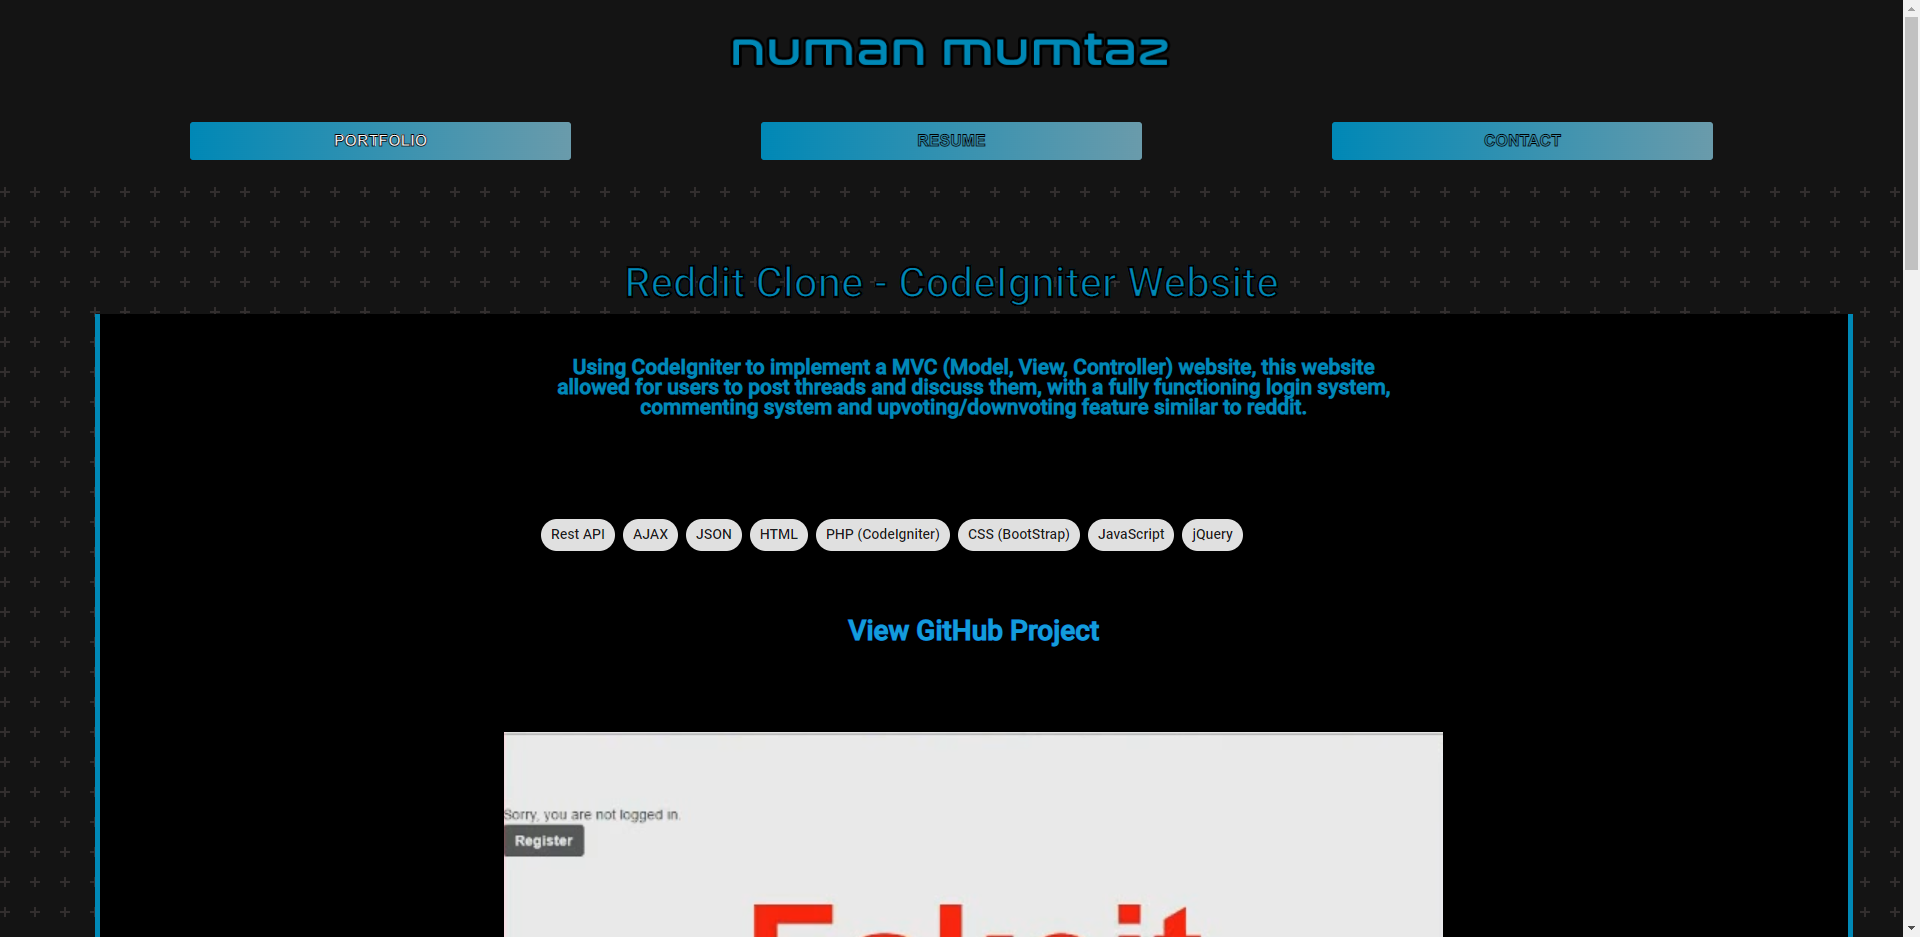 numan mumtaz
PORTFOLIO
RESUME
CONTACT
Reddit Clone - CodeIgniter Website
Using CodeIgniter to implement a MVC (Model, View, Controller) website, this website
allowed for users to post threads and discuss them, with a fully functioning login system,
commenting system and upvoting/downvoting feature similar to reddit.
Rest API
AJAX
JSON
HTML
PHP (CodeIgniter)
CSS (BootStrap)
JavaScript
jQuery
View GitHub Project
Sorry, you are not logged in.
Register